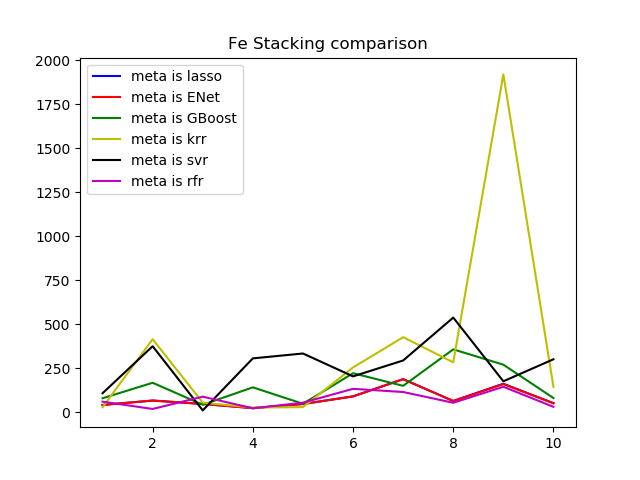 Fe Stacking comparison
2000
1750
1500
1250
1000
750
500
250
0
meta is lasso
meta is ENet
meta is GBoost
meta is krr
meta is svr
meta is rfr
2 4 6 8 10